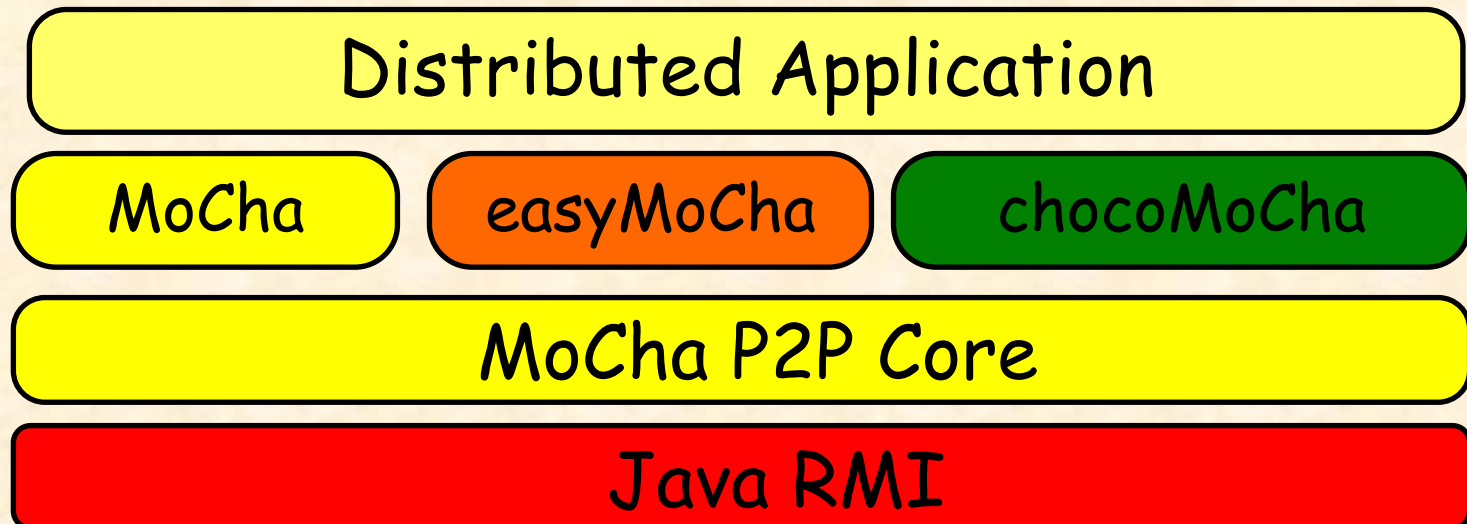 Distributed Application
MoCha easyMoCha chocoMoCha
MoCha P2P Core
Java RMI